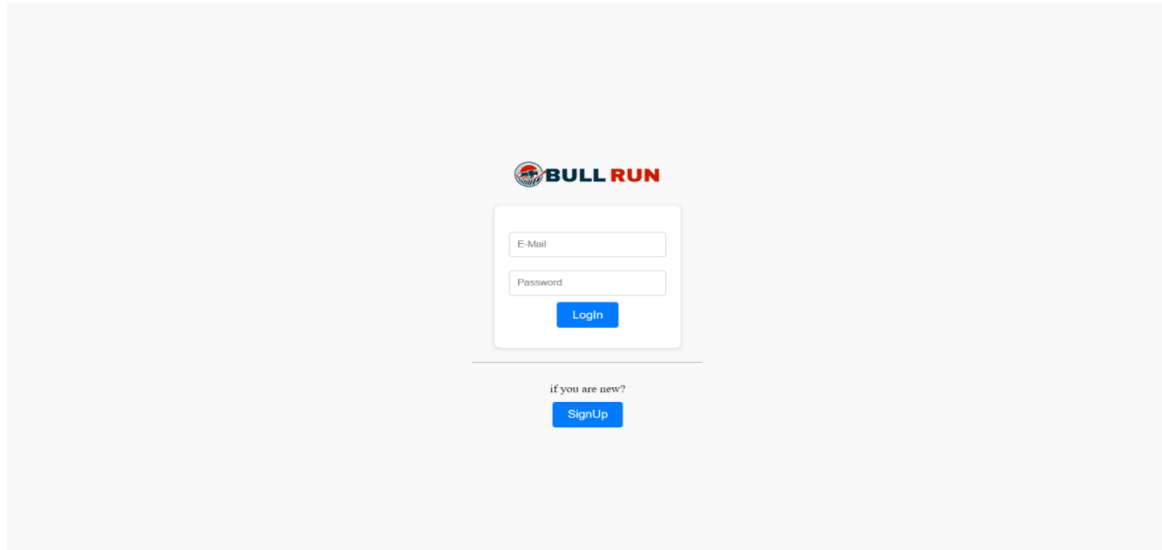 BULL RUN
E-Mail
Password
LogIn
if you are new?
SignUp